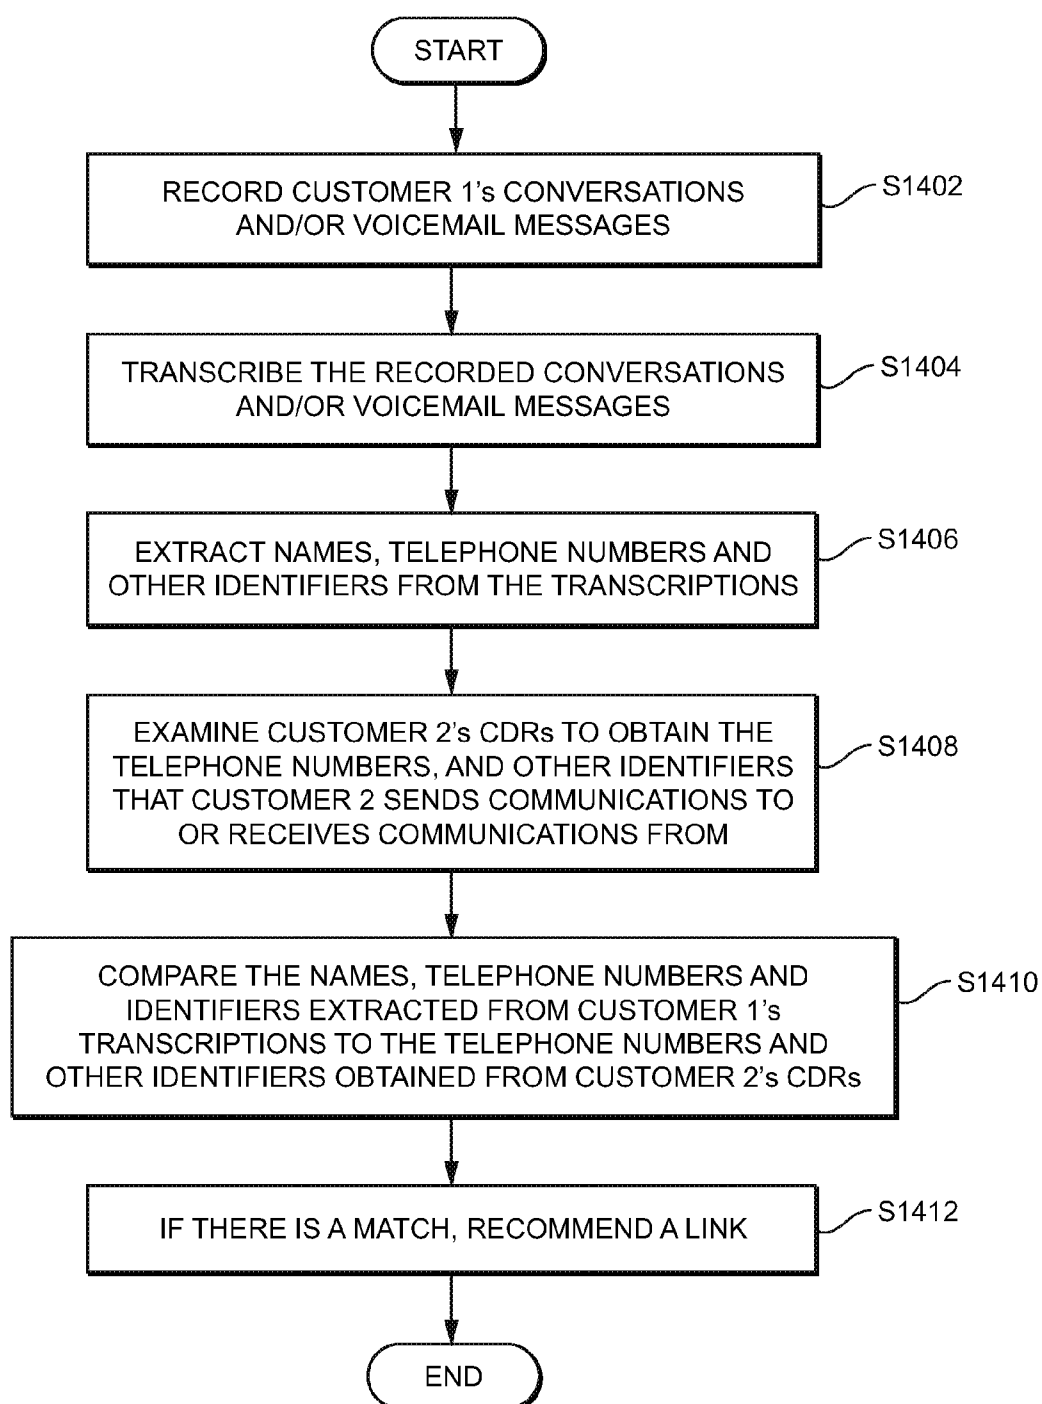 START
RECORD CUSTOMER 1's CONVERSATIONS
AND/OR VOICEMAIL MESSAGES
S1402
TRANSCRIBE THE RECORDED CONVERSATIONS
AND/OR VOICEMAIL MESSAGES
S1404
EXTRACT NAMES, TELEPHONE NUMBERS AND
OTHER IDENTIFIERS FROM THE TRANSCRIPTIONS
S1406
EXAMINE CUSTOMER 2's CDRs TO OBTAIN THE
TELEPHONE NUMBERS, AND OTHER IDENTIFIERS
THAT CUSTOMER 2 SENDS COMMUNICATIONS TO
OR RECEIVES COMMUNICATIONS FROM
S1408
COMPARE THE NAMES, TELEPHONE NUMBERS AND
IDENTIFIERS EXTRACTED FROM CUSTOMER 1's
TRANSCRIPTIONS TO THE TELEPHONE NUMBERS AND
OTHER IDENTIFIERS OBTAINED FROM CUSTOMER 2's CDRs
S1410
IF THERE IS A MATCH, RECOMMEND A LINK
S1412
END